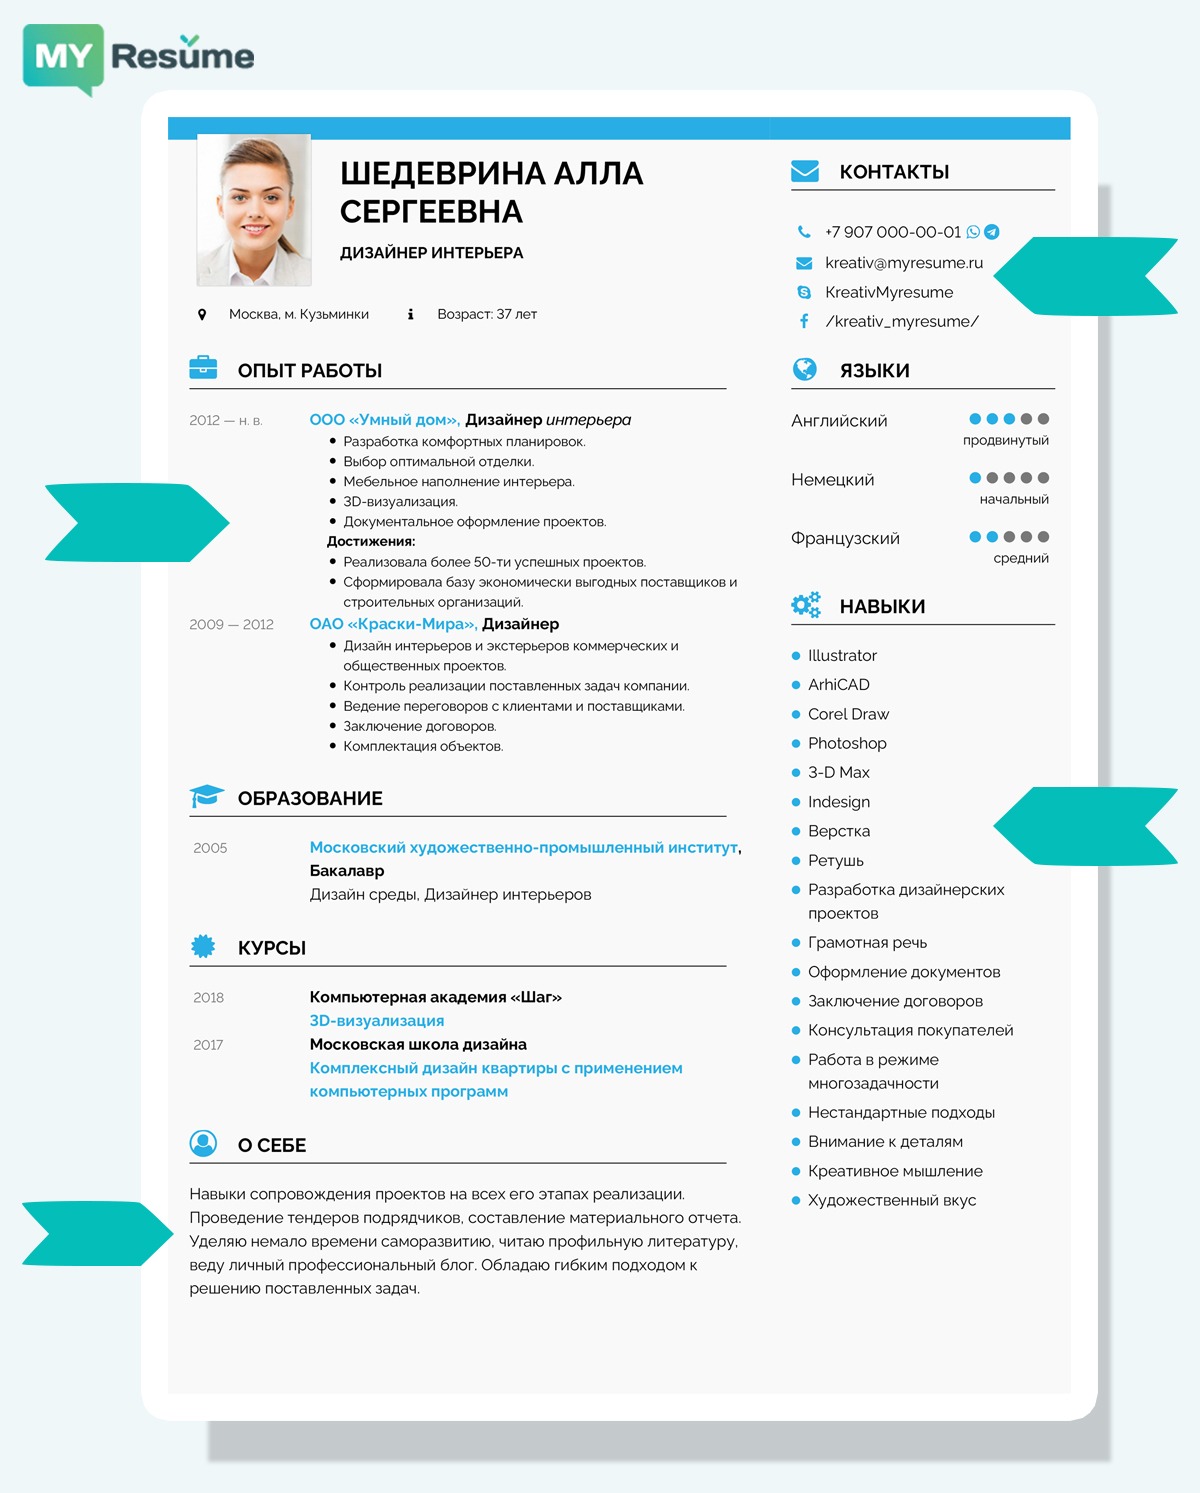 MY Resume
ШЕДЕВРИНА АЛЛА
СЕРГЕЕВНА
ДИЗАЙНЕР ИНТЕРЬЕРА
Москва, м. Кузьминки
Возраст: 37 лет
ОПЫТ РАБОТЫ
2012 — н. в.
ООО «Умный дом», Дизайнер интерьера
Разработка комфортных планировок.
Выбор оптимальной отделки.
Мебельное наполнение интерьера.
3D-визуализация.
Документальное оформление проектов.
Достижения:
Реализовала более 50-ти успешных проектов.
Сформировала базу экономически выгодных поставщиков и
строительных организаций.
2009 — 2012
ОАО «Краски-Мира», Дизайнер
Дизайн интерьеров и экстерьеров коммерческих и
общественных проектов.
Контроль реализации поставленных задач компании.
Ведение переговоров с клиентами и поставщиками.
Заключение договоров.
Комплектация объектов.
ОБРАЗОВАНИЕ
2005
Московский художественно-промышленный институт,
Бакалавр
Дизайн среды, Дизайнер интерьеров
КУРСЫ
2018
Компьютерная академия «Шаг»
3D-визуализация
2017
Московская школа дизайна
Комплексный дизайн квартиры с применением
компьютерных программ
О СЕБЕ
Навыки сопровождения проектов на всех его этапах реализации.
Проведение тендеров подрядчиков, составление материального отчета.
Уделяю немало времени саморазвитию, читаю профильную литературу,
веду личный профессиональный блог. Обладаю гибким подходом к
решению поставленных задач.
КОНТАКТЫ
+7 907 000-00-01
kreativ@myresume.ru
KreativMyresume
/kreativ_myresume/
ЯЗЫКИ
Английский
продвинутый
Немецкий
начальный
Французский
средний
НАВЫКИ
Illustrator
ArhiCAD
Corel Draw
Photoshop
3-D Max
Indesign
Верстка
Ретушь
Разработка дизайнерских
проектов
Грамотная речь
Оформление документов
Заключение договоров
Консультация покупателей
Работа в режиме
многозадачности
Нестандартные подходы
Внимание к деталям
Креативное мышление
Художественный вкус